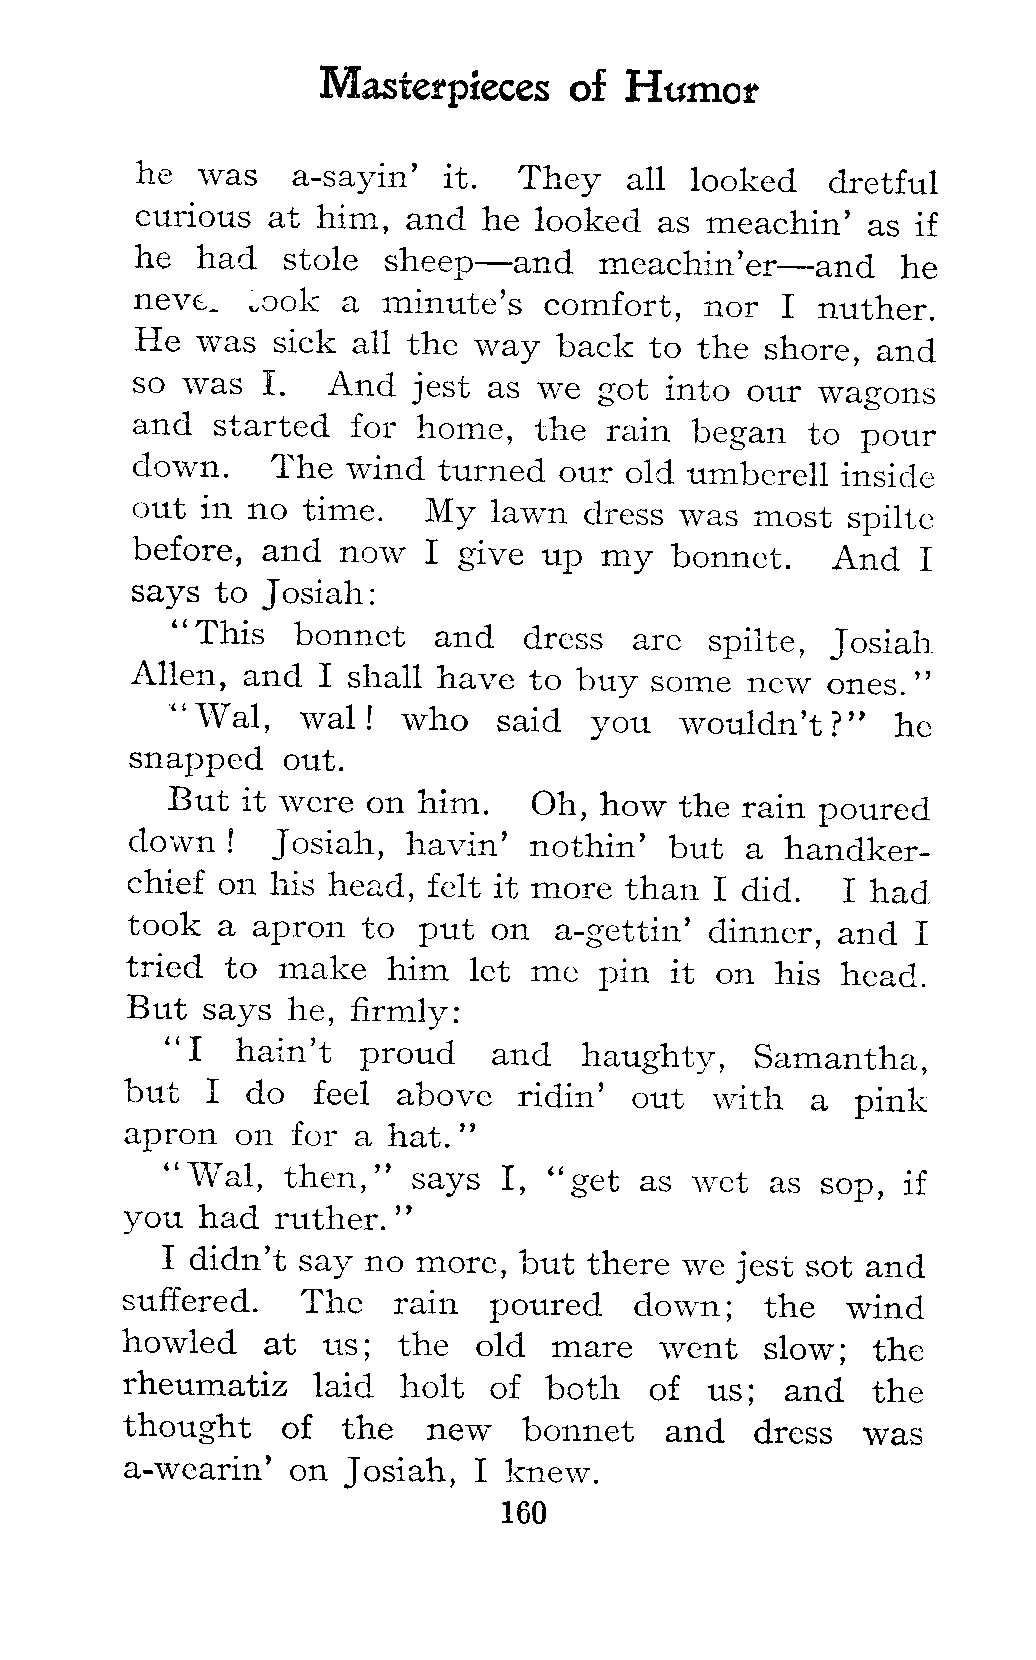 Masterpieces of Humor
he was a-sayin' it. They all looked dretful
curious at him, and he looked as meachin' as if
he had stole sheep—and meachin'er—and he
never took a minute's comfort, nor I nuther.
He was sick all the way back to the shore, and
so was I. And jest as we got into our wagons
and started for home, the rain began to pour
down. The wind turned our old umberell inside
out in no time. My lawn dress was most spilte
before, and now I give up my bonnet. And I
says to Josiah:
"This bonnet and dress are spilte, Josiah
Allen, and I shall have to buy some new ones."
"Wal, wal! who said you wouldn't?" he
snapped out.
But it were on him. Oh, how the rain poured
down! Josiah, havin' nothin' but a handker-
chief on his head, felt it more than I did. I had
took a apron to put on a-gettin' dinner, and I
tried to make him let me pin it on his head.
But says he, firmly:
"I hain't proud and haughty, Samantha,
but I do feel above ridin' out with a pink
apron on for a hat."
"Wal, then," says I, "get as wet as sop, if
you had ruther."
I didn't say no more, but there we jest sot and
suffered. The rain poured down; the wind
howled at us; the old mare went slow; the
rheumatiz laid holt of both of us; and the
thought of the new bonnet and dress was
a-wearin' on Josiah, I knew.
160